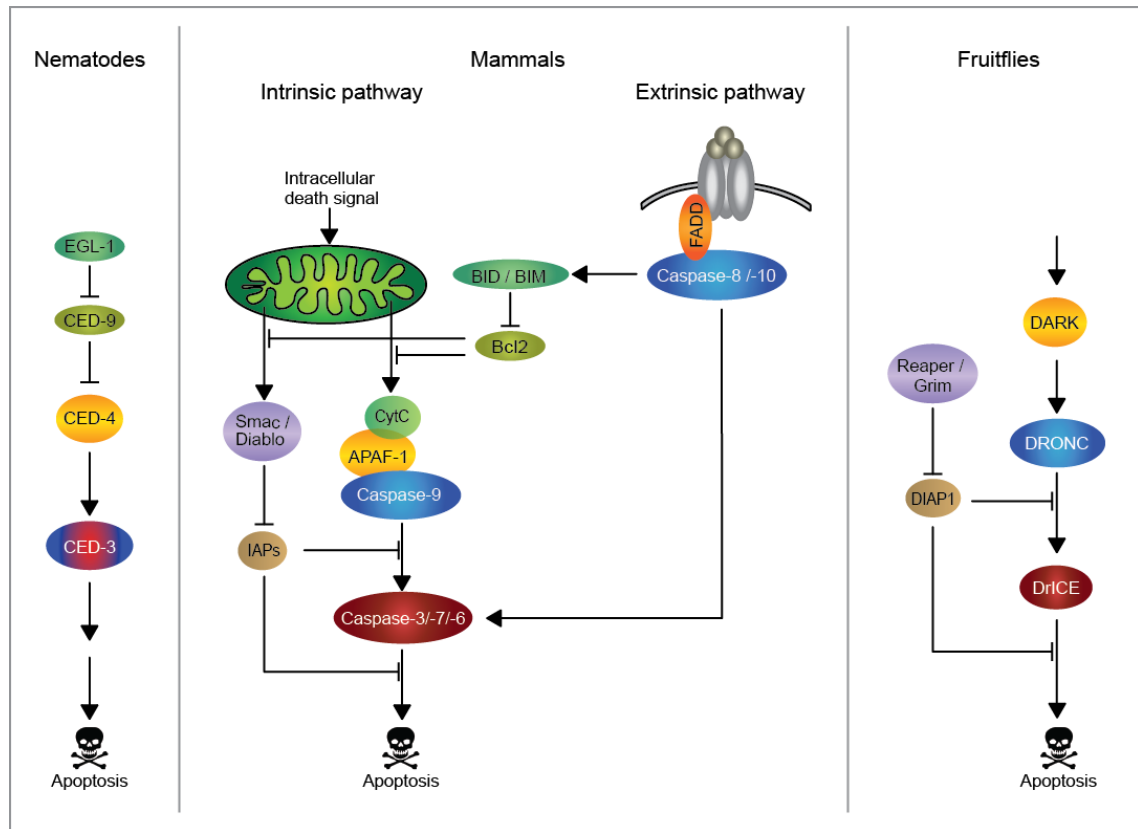 Nematodes
EGL-1
CED-9
CED-4
CED-3
Apoptosis
Mammals
Intrinsic pathway
Extrinsic pathway
Intracellular
death signal
FADD
BID / BIM
Caspase-8 /-10
Bcl2
Smac /
Diablo
CytC
APAF-1
Caspase-9
IAPs
Caspase-3/-7/-6
Apoptosis
Fruitflies
DARK
Reaper /
Grim
DRONC
DIAP1
DrICE
Apoptosis